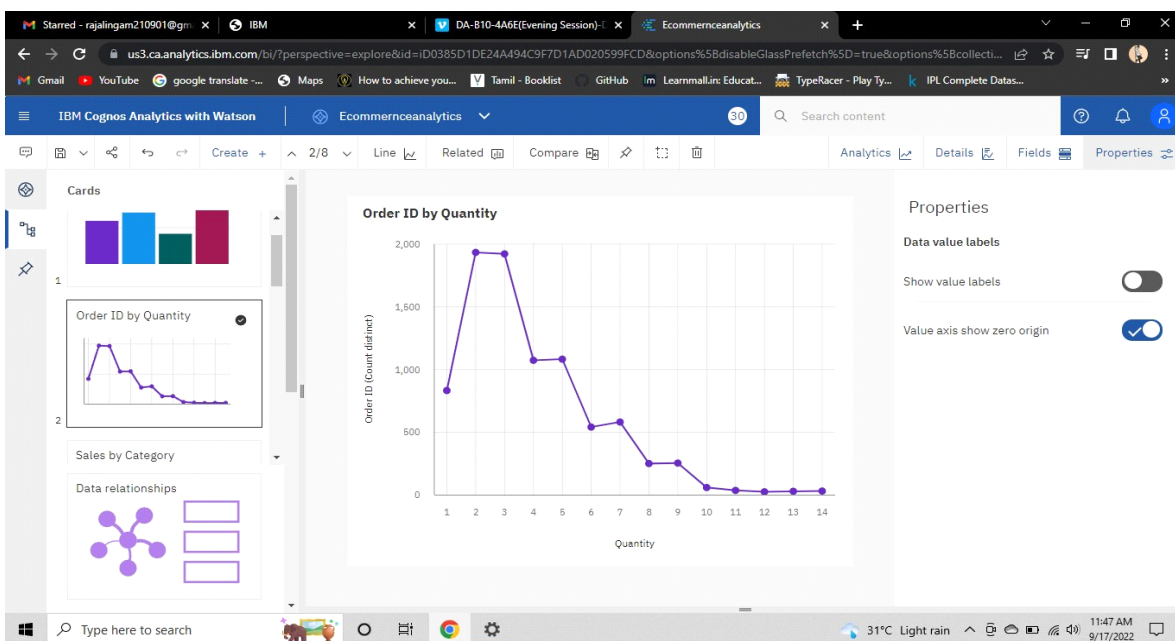 Starred - rajalingam210901@gm
IBM
DA-B10-4A6E(Evening Session)-D
Ecommernceanalytics
us3.ca.analytics.ibm.com/bi/?perspective=explore&id=iD0385D1DE24A494C9F7D1AD020599FCD&options%5BdisableGlassPrefetch%5D=true&options%5Bcollecti...
Gmail YouTube google translate -... Maps How to achieve you... Tamil - Booklist GitHub Learnmall.in: Educat... TypeRacer - Play Ty... IPL Complete Datas... »
IBM Cognos Analytics with Watson Ecommernceanalytics 30 Search content
Create + 2/8 Line Related Compare Analytics Details Fields Properties
Cards
1
Order ID by Quantity
2
Sales by Category
Data relationships
Order ID by Quantity
Order ID (Count distinct)
2,000
1,500
1,000
500
0
1 2 3 4 5 6 7 8 9 10 11 12 13 14
Quantity
Properties
Data value labels
Show value labels
Value axis show zero origin
Type here to search
31°C Light rain
11:47 AM
9/17/2022